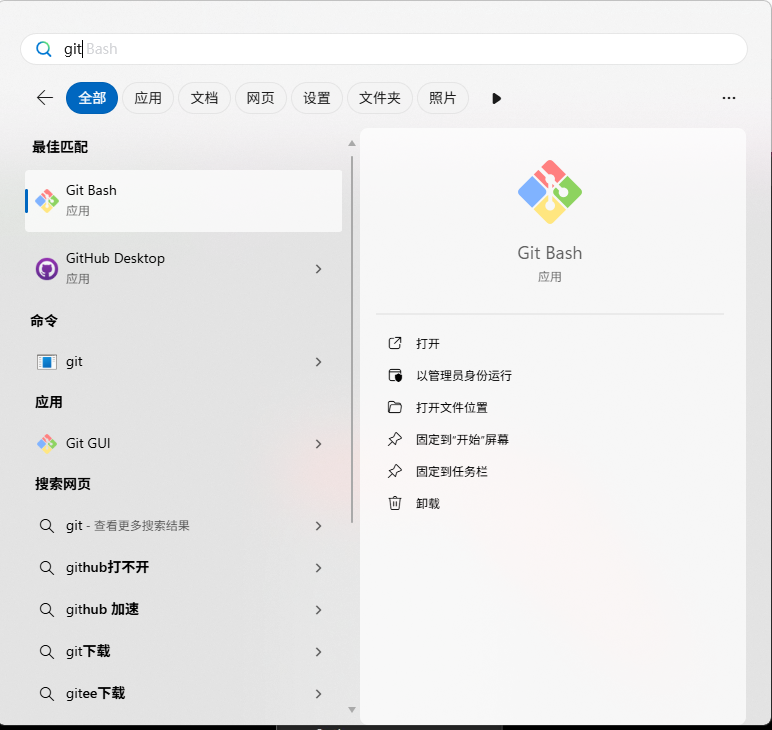 git Bash
全部
应用
文档
网页
设置
文件夹
照片
最佳匹配
Git Bash
应用
GitHub Desktop
应用
命令
git
应用
Git GUI
搜索网页
git - 查看更多搜索结果
github打不开
github 加速
git下载
gitee下载
Git Bash
应用
打开
以管理员身份运行
打开文件位置
固定到"开始"屏幕
固定到任务栏
卸载